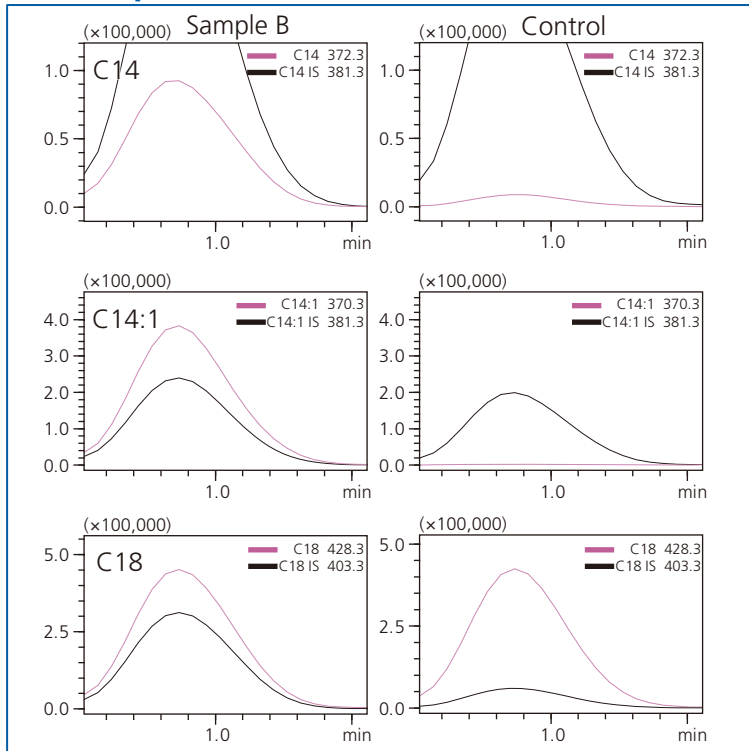 Sample B
Control
(×100,000)
C14
C14 372.3
C14 IS 381.3
1.0
0.5
0.0
1.0
min
C14 372.3
C14 IS 381.3
1.0
0.5
0.0
1.0
min
(×100,000)
C14:1
C14:1 370.3
C14:1 IS 381.3
4.0
3.0
2.0
1.0
0.0
1.0
min
C14:1 370.3
C14:1 IS 381.3
4.0
3.0
2.0
1.0
0.0
1.0
min
(×100,000)
C18
C18 428.3
C18 IS 403.3
5.0
2.5
0.0
1.0
min
(×100,000)
C18 428.3
C18 IS 403.3
5.0
2.5
0.0
1.0
min